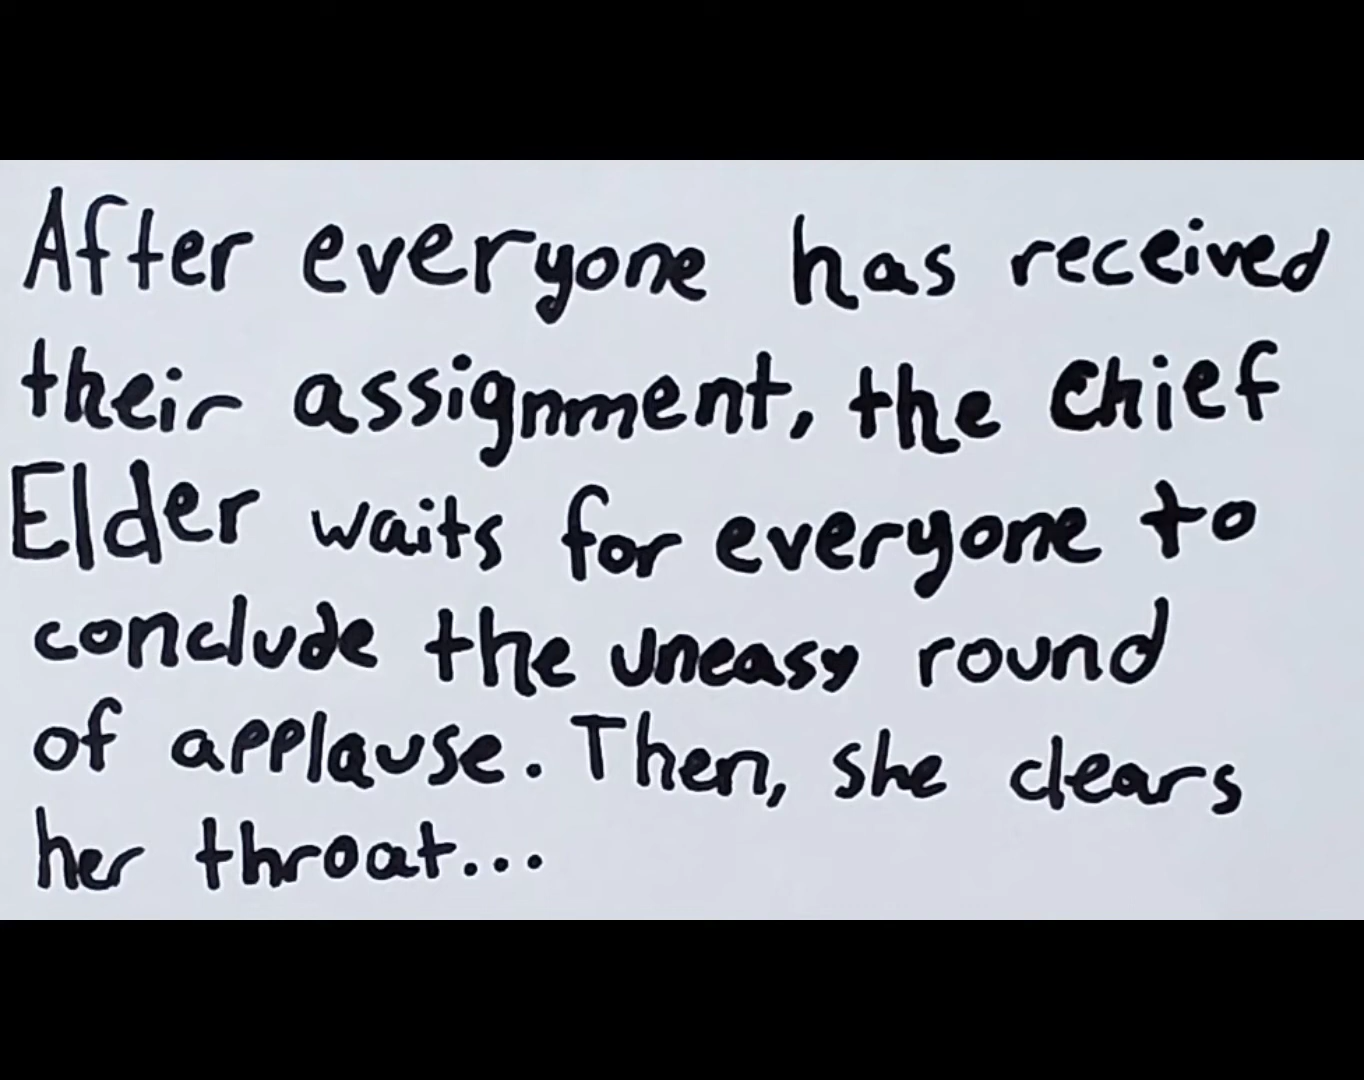 After everyone has received
their assignment, the Chief
Elder waits for everyone to
conclude the uneasy round
of applause. Then, she clears
her throat...